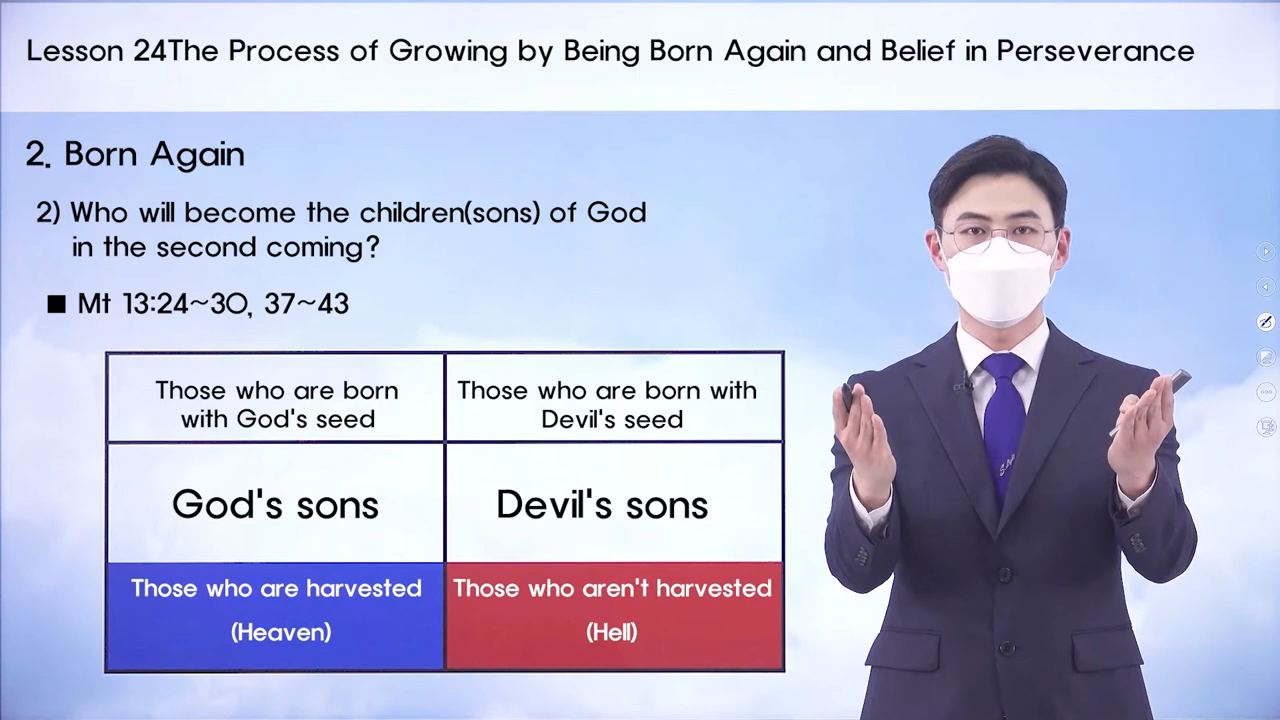 Lesson 24The Process of Growing by Being Born Again and Belief in Perseverance
2. Born Again
2) Who will become the children(sons) of God
in the second coming?
■ Mt 13:24~30, 37~43
Those who are born
with God's seed
Those who are born with
Devil's seed
God's sons
Devil's sons
Those who are harvested
(Heaven)
Those who aren't harvested
(Hell)